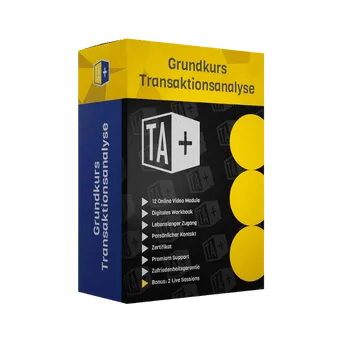 Grundkurs
Transaktionsanalyse
Grundkurs
Transaktionsanalyse
TA+
12 Online Video Module
Digitales Workbook
Lebenslanger Zugang
Persönlicher Kontakt
Zertifikat
Premium Support
Zufriedenheitsgarantie
Bonus: 2 Live Sessions